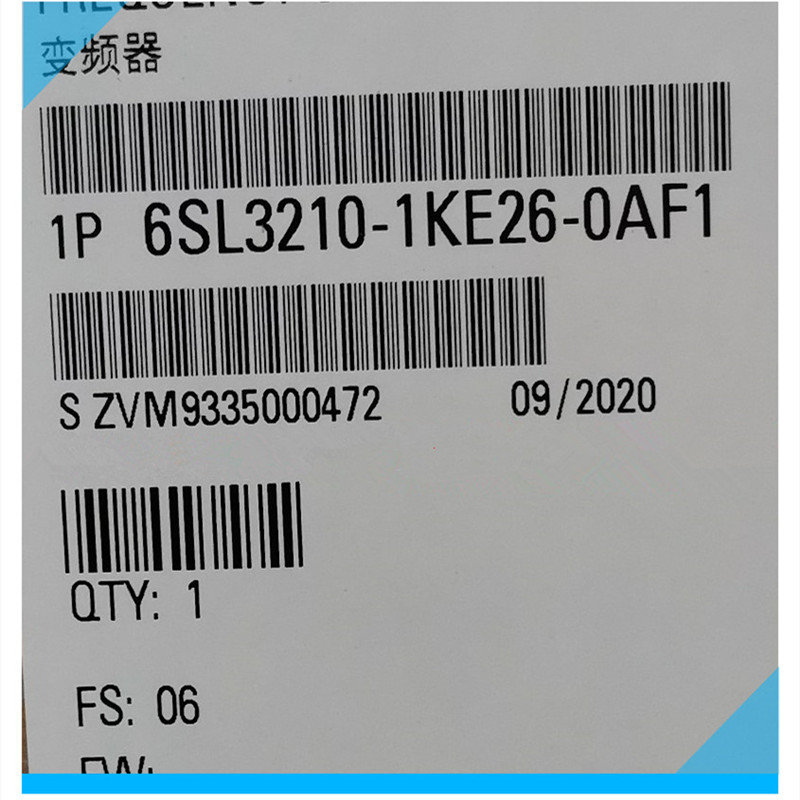 变频器
1P 6SL3210-1KE26-0AF1
S ZVM9335000472 09/2020
QTY: 1
FS: 06